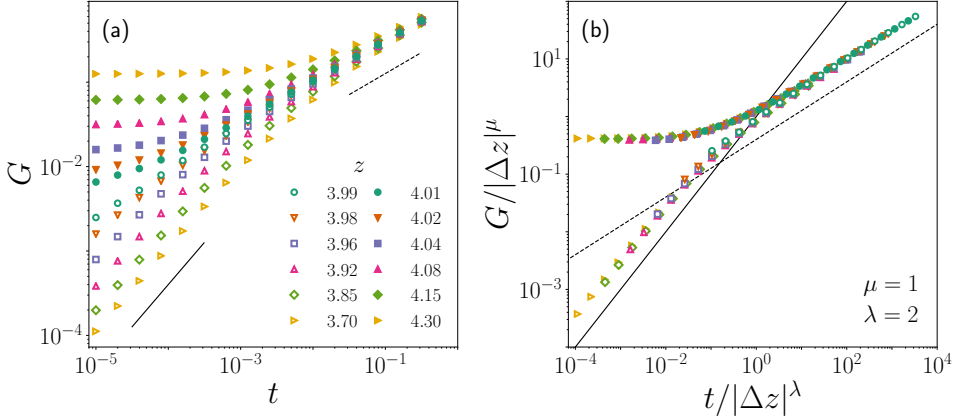 (a)
G
10^{-2}
10^{-4}
10^{-5}
10^{-3}
10^{-1}
t
z
3.99 4.01
3.98 4.02
3.96 4.04
3.92 4.08
3.85 4.15
3.70 4.30
(b)
G/|Δz|^μ
10^1
10^{-1}
10^{-3}
10^{-4}
10^{-2}
10^0
10^2
10^4
t/|Δz|^λ
μ = 1
λ = 2